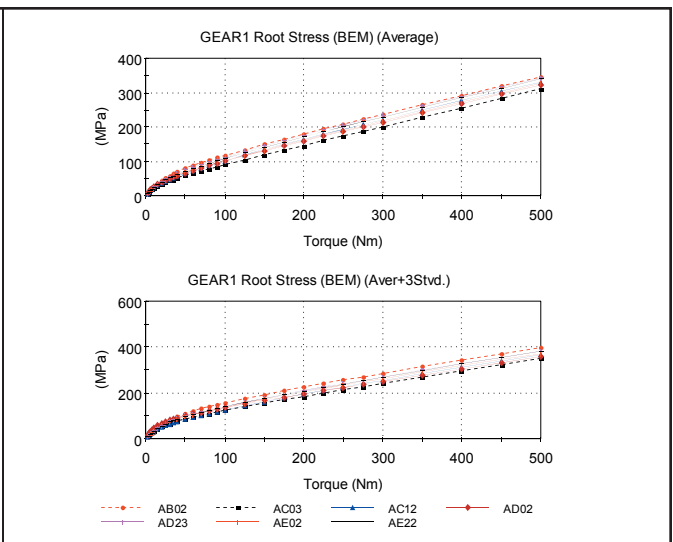 GEAR1 Root Stress (BEM) (Average)
400
300
200
100
0
(MPa)
0 100 200 300 400 500
Torque (Nm)
GEAR1 Root Stress (BEM) (Aver+3Stvd.)
600
400
200
0
(MPa)
0 100 200 300 400 500
Torque (Nm)
AB02 AC03 AC12 AD02
AD23 AE02 AE22